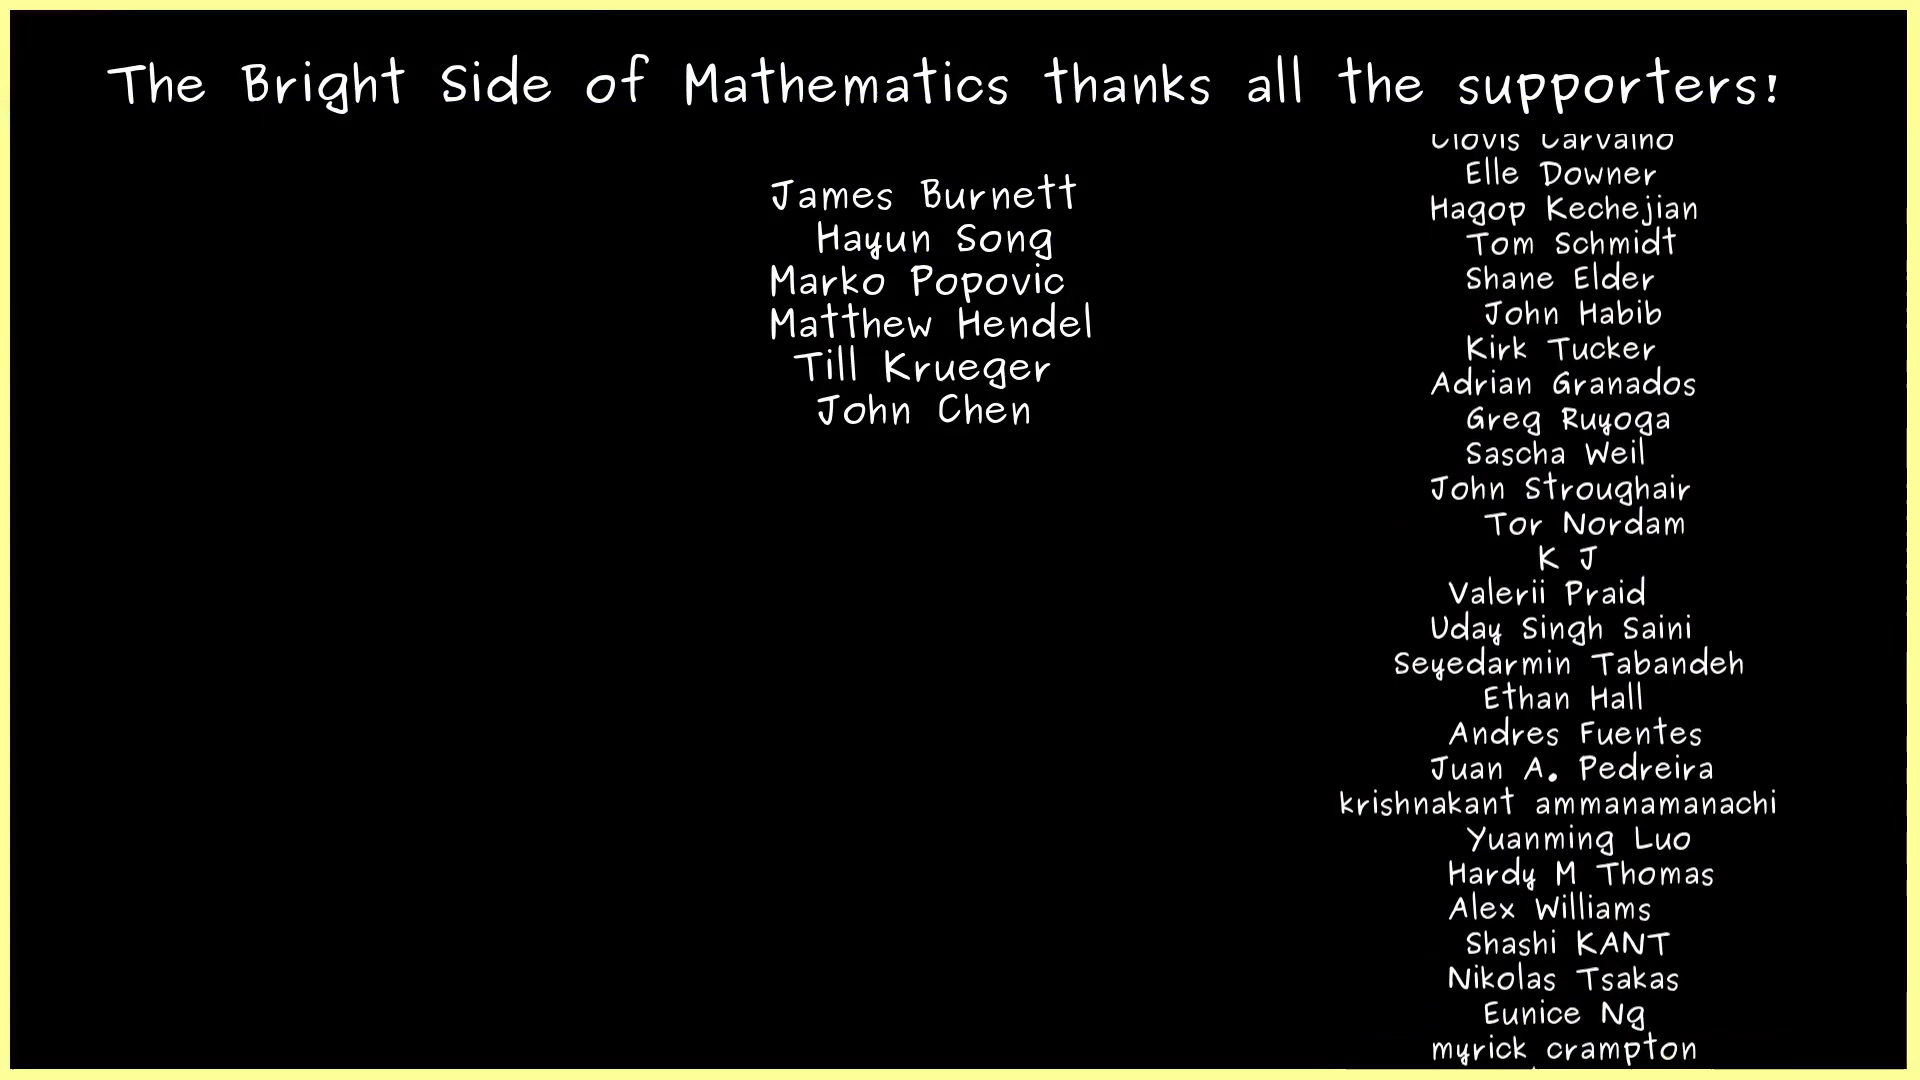 The Bright Side of Mathematics thanks all the supporters!
James Burnett
Hayun Song
Marko Popovic
Matthew Hendel
Till Krueger
John Chen
Clovis Carvalho
Elle Downer
Hagop Kechejian
Tom Schmidt
Shane Elder
John Habib
Kirk Tucker
Adrian Granados
Greg Ruyoga
Sascha Weil
John Stroughair
Tor Nordam
K J
Valerii Praid
Uday Singh Saini
Seyedarmin Tabandeh
Ethan Hall
Andres Fuentes
Juan A. Pedreira
krishnakant ammanamanachi
Yuanming Luo
Hardy M Thomas
Alex Williams
Shashi KANT
Nikolas Tsakas
Eunice Ng
myrick crampton